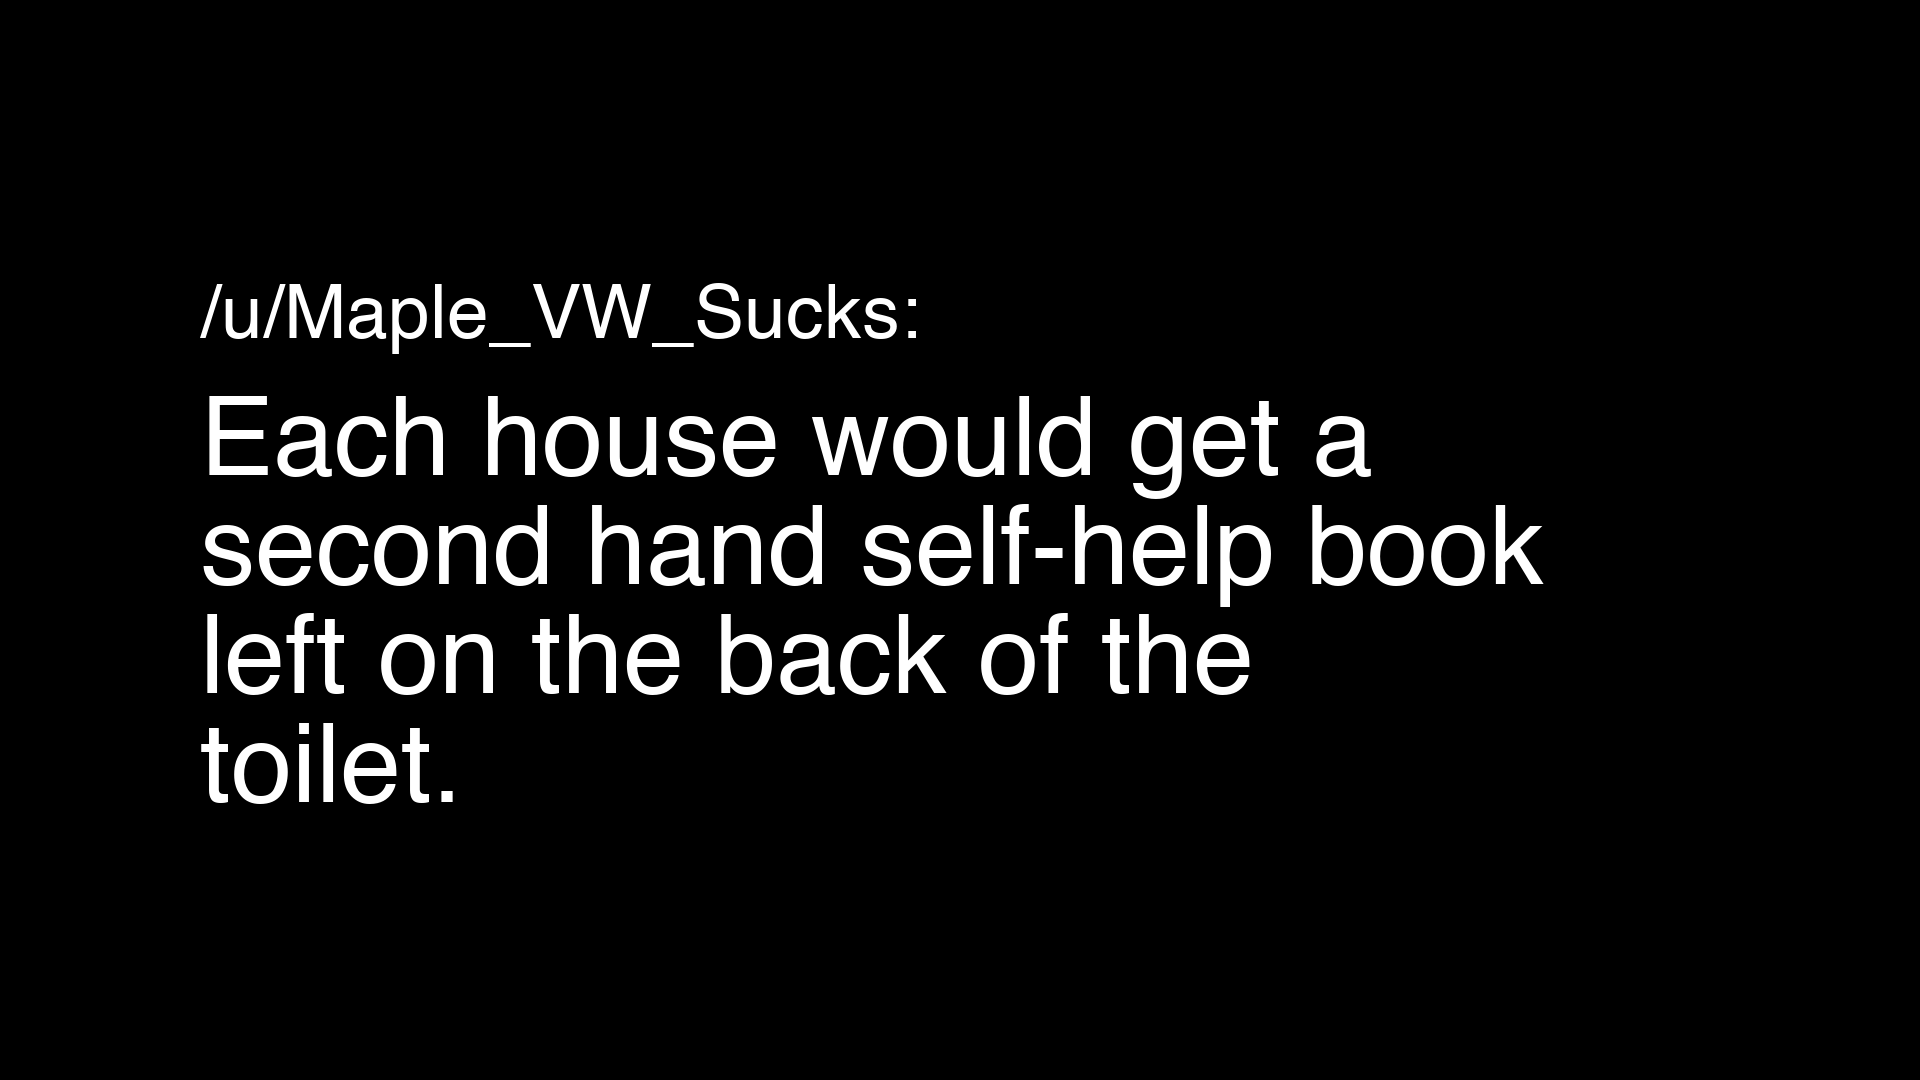 /u/Maple_VW_Sucks:
Each house would get a
second hand self-help book
left on the back of the
toilet.